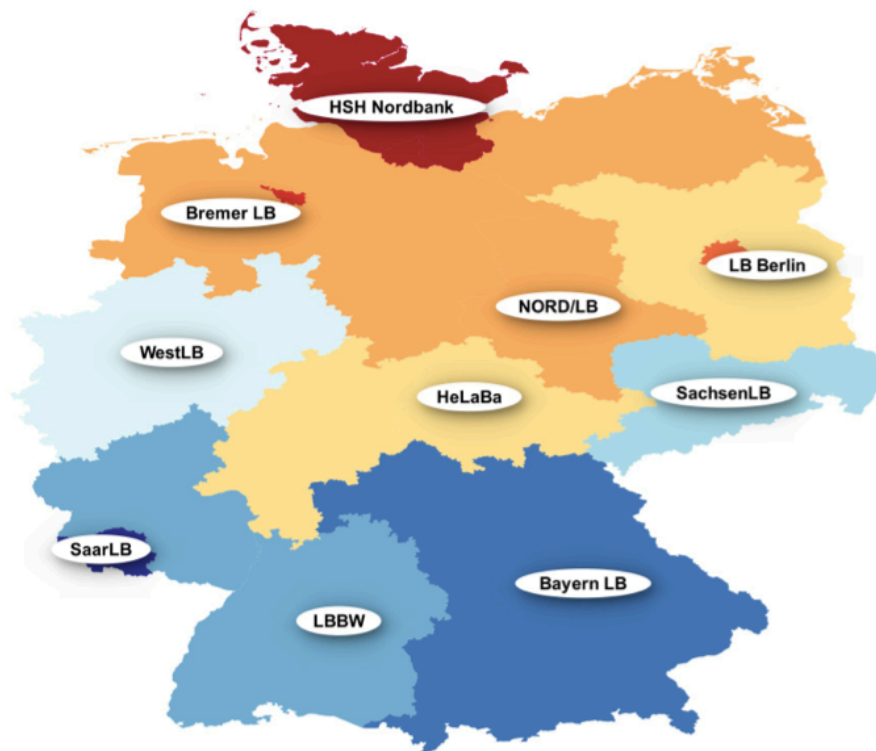 HSH Nordbank
Bremer LB
LB Berlin
NORD/LB
WestLB
HeLaBa
SachsenLB
SaarLB
Bayern LB
LBBW